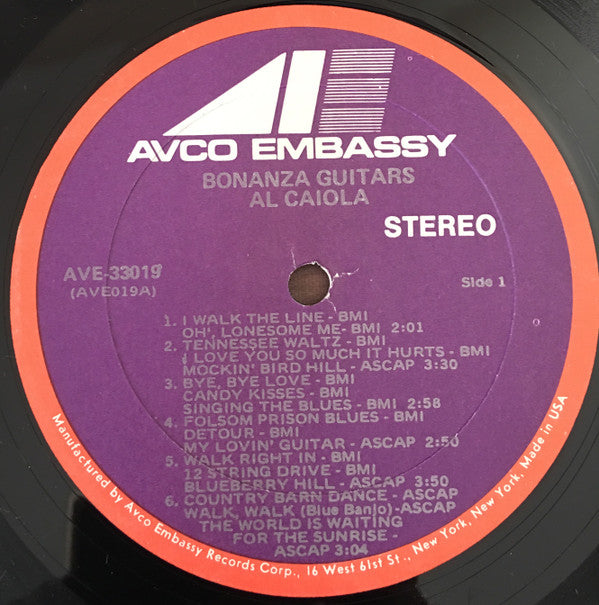 AVCO EMBASSY
BONANZA GUITARS
AL CAIOLA
STEREO
AVE-33019
(AVE019A)
Side 1
1. I WALK THE LINE - BMI
OH', LONESOME ME- BMI 2:01
2. TENNESSEE WALTZ - BMI
I LOVE YOU SO MUCH IT HURTS - BMI
MOCKIN' BIRD HILL - ASCAP 3:30
3. BYE, BYE LOVE - BMI
CANDY KISSES - BMI
SINGING THE BLUES - BMI 2:58
4. FOLSOM PRISON BLUES - BMI
DETOUR - BMI
MY LOVIN' GUITAR - ASCAP 2:50
5. WALK RIGHT IN - BMI
12 STRING DRIVE - BMI
BLUEBERRY HILL - ASCAP 3:50
6. COUNTRY BARN DANCE - ASCAP
WALK, WALK (Blue Banjo)-ASCAP
THE WORLD IS WAITING
FOR THE SUNRISE -
ASCAP 3:04
Manufactured by Avco Embassy Records Corp., 16 West 61st St., New York, New York, Made in USA